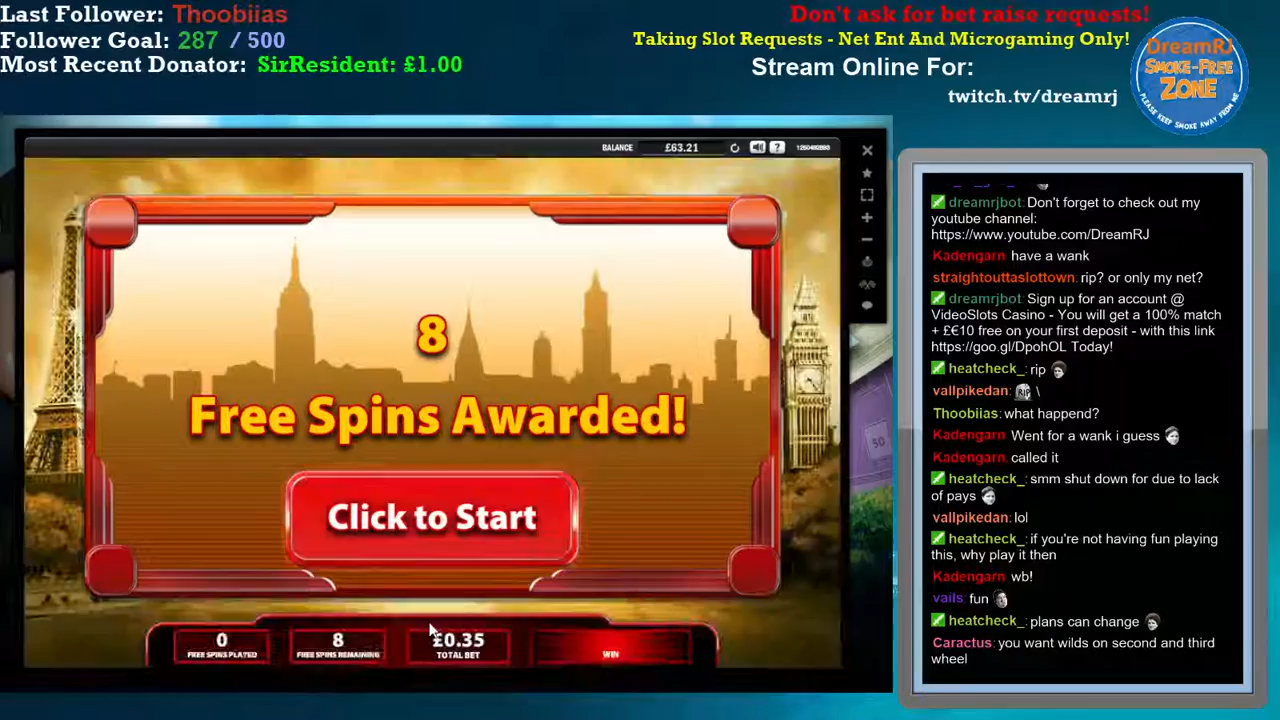 Last Follower: Thoobiias
Follower Goal: 287 / 500
Most Recent Donator: SirResident: £1.00
Don't ask for bet raise requests!
Taking Slot Requests - Net Ent And Microgaming Only!
Stream Online For:
twitch.tv/dreamrj
DreamRJ
SMOKE-FREE
ZONE
PLEASE KEEP SMOKE AWAY FROM ME
BALANCE £63.21
?
8
Free Spins Awarded!
Click to Start
0
FREE SPINS PLAYED
8
FREE SPINS REMAINING
£0.35
TOTAL BET
WIN
50
dreamrjbot: Don't forget to check out my
youtube channel:
https://www.youtube.com/DreamRJ
Kadengarn have a wank
straightouttaslottown: rip? or only my net?
dreamrjbot: Sign up for an account @
VideoSlots Casino - You will get a 100% match
+ £€10 free on your first deposit - with this link
https://goo.gl/DpohOL Today!
heatcheck_: rip
vallpikedan: RIP \
Thoobiias: what happend?
Kadengarn Went for a wank i guess
Kadengarn: called it
heatcheck_: smm shut down for due to lack
of pays
vallpikedan: lol
heatcheck_: if you're not having fun playing
this, why play it then
Kadengarn wb!
vails: fun
heatcheck_: plans can change
Caractus: you want wilds on second and third
wheel